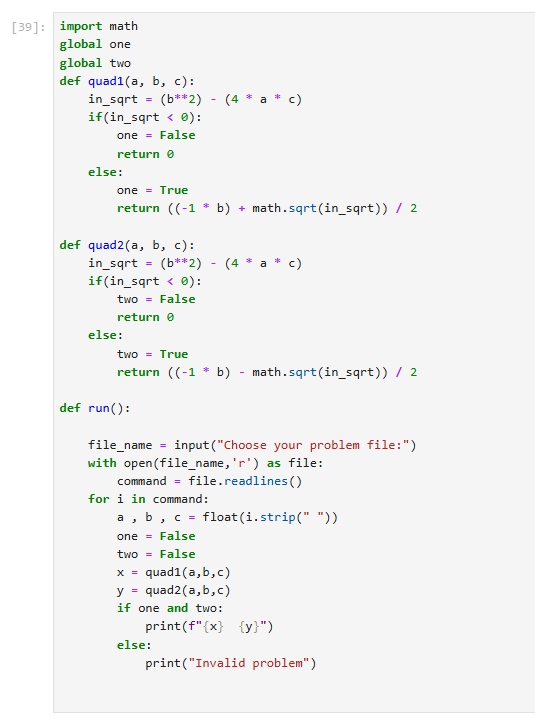 [39]:
import math
global one
global two
def quad1(a, b, c):
    in_sqrt = (b**2) - (4 * a * c)
    if(in_sqrt < 0):
        one = False
        return 0
    else:
        one = True
        return ((-1 * b) + math.sqrt(in_sqrt)) / 2

def quad2(a, b, c):
    in_sqrt = (b**2) - (4 * a * c)
    if(in_sqrt < 0):
        two = False
        return 0
    else:
        two = True
        return ((-1 * b) - math.sqrt(in_sqrt)) / 2

def run():

    file_name = input("Choose your problem file:")
    with open(file_name,'r') as file:
        command = file.readlines()
    for i in command:
        a , b , c = float(i.strip(" "))
        one = False
        two = False
        x = quad1(a,b,c)
        y = quad2(a,b,c)
        if one and two:
            print(f"{x}  {y}")
        else:
            print("Invalid problem")